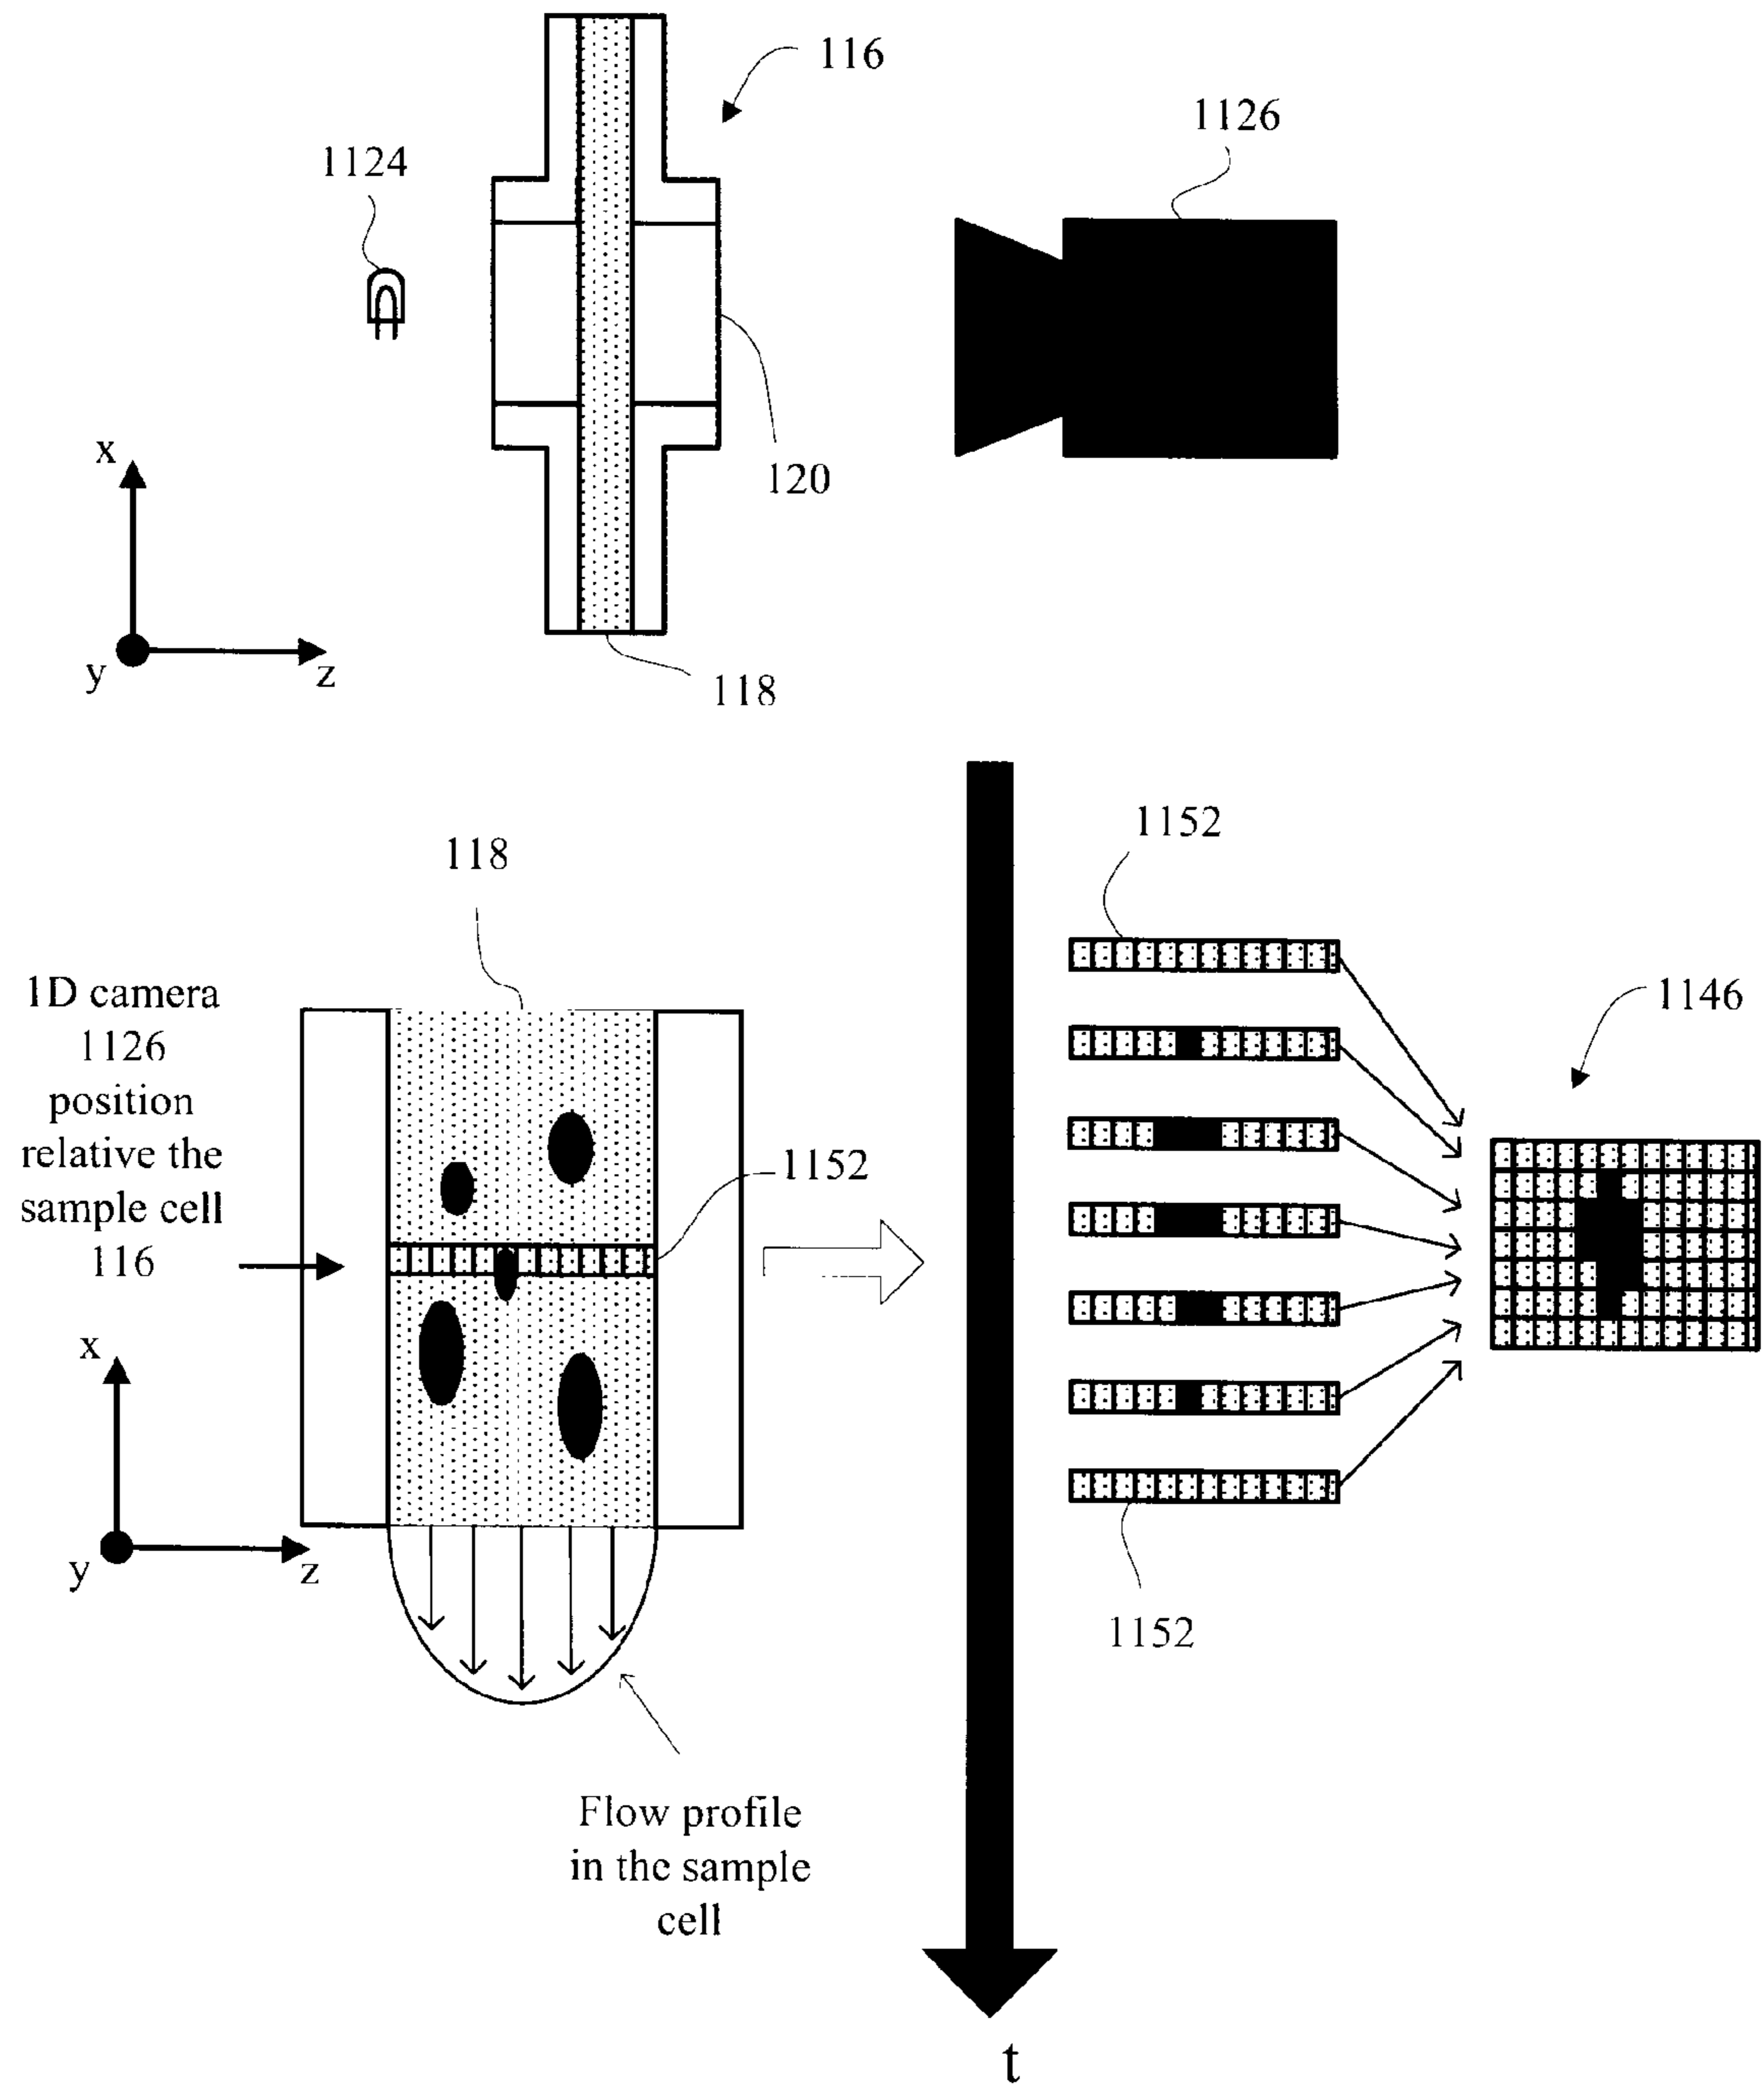 116
1126
1124
120
x
y
z
118
1152
118
1D camera
1126
position
relative the
sample cell
116
1152
1146
x
y
z
1152
Flow profile
in the sample
cell
t